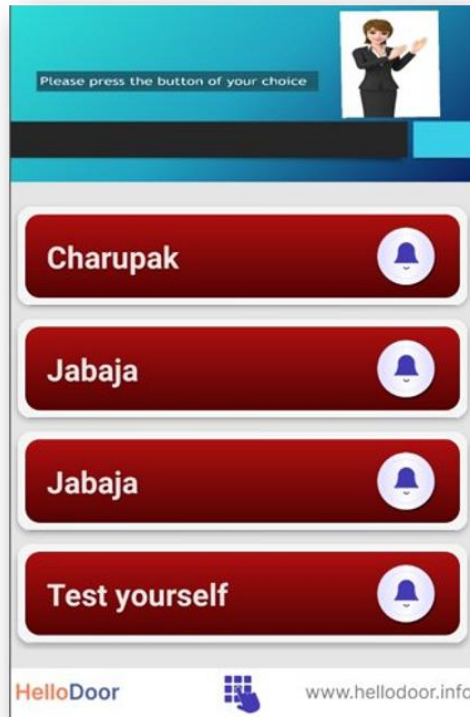 Please press the button of your choice
Charupak
Jabaja
Jabaja
Test yourself
HelloDoor www.hellodoor.info